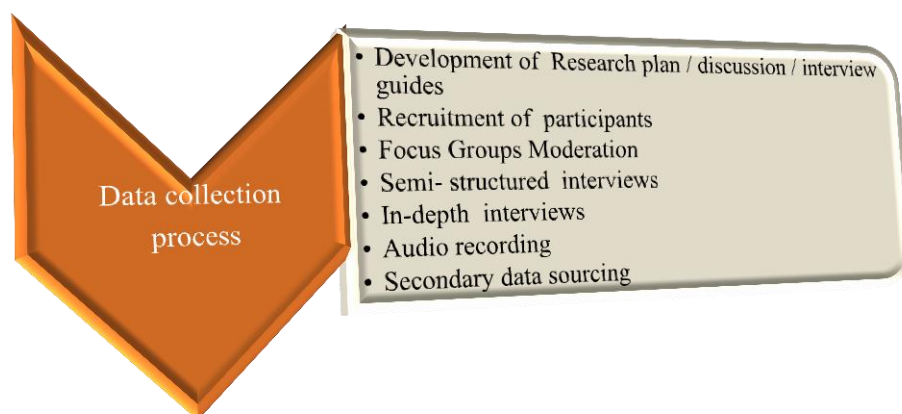 Data collection
process
• Development of Research plan / discussion / interview
guides
• Recruitment of participants
• Focus Groups Moderation
• Semi- structured interviews
• In-depth interviews
• Audio recording
• Secondary data sourcing